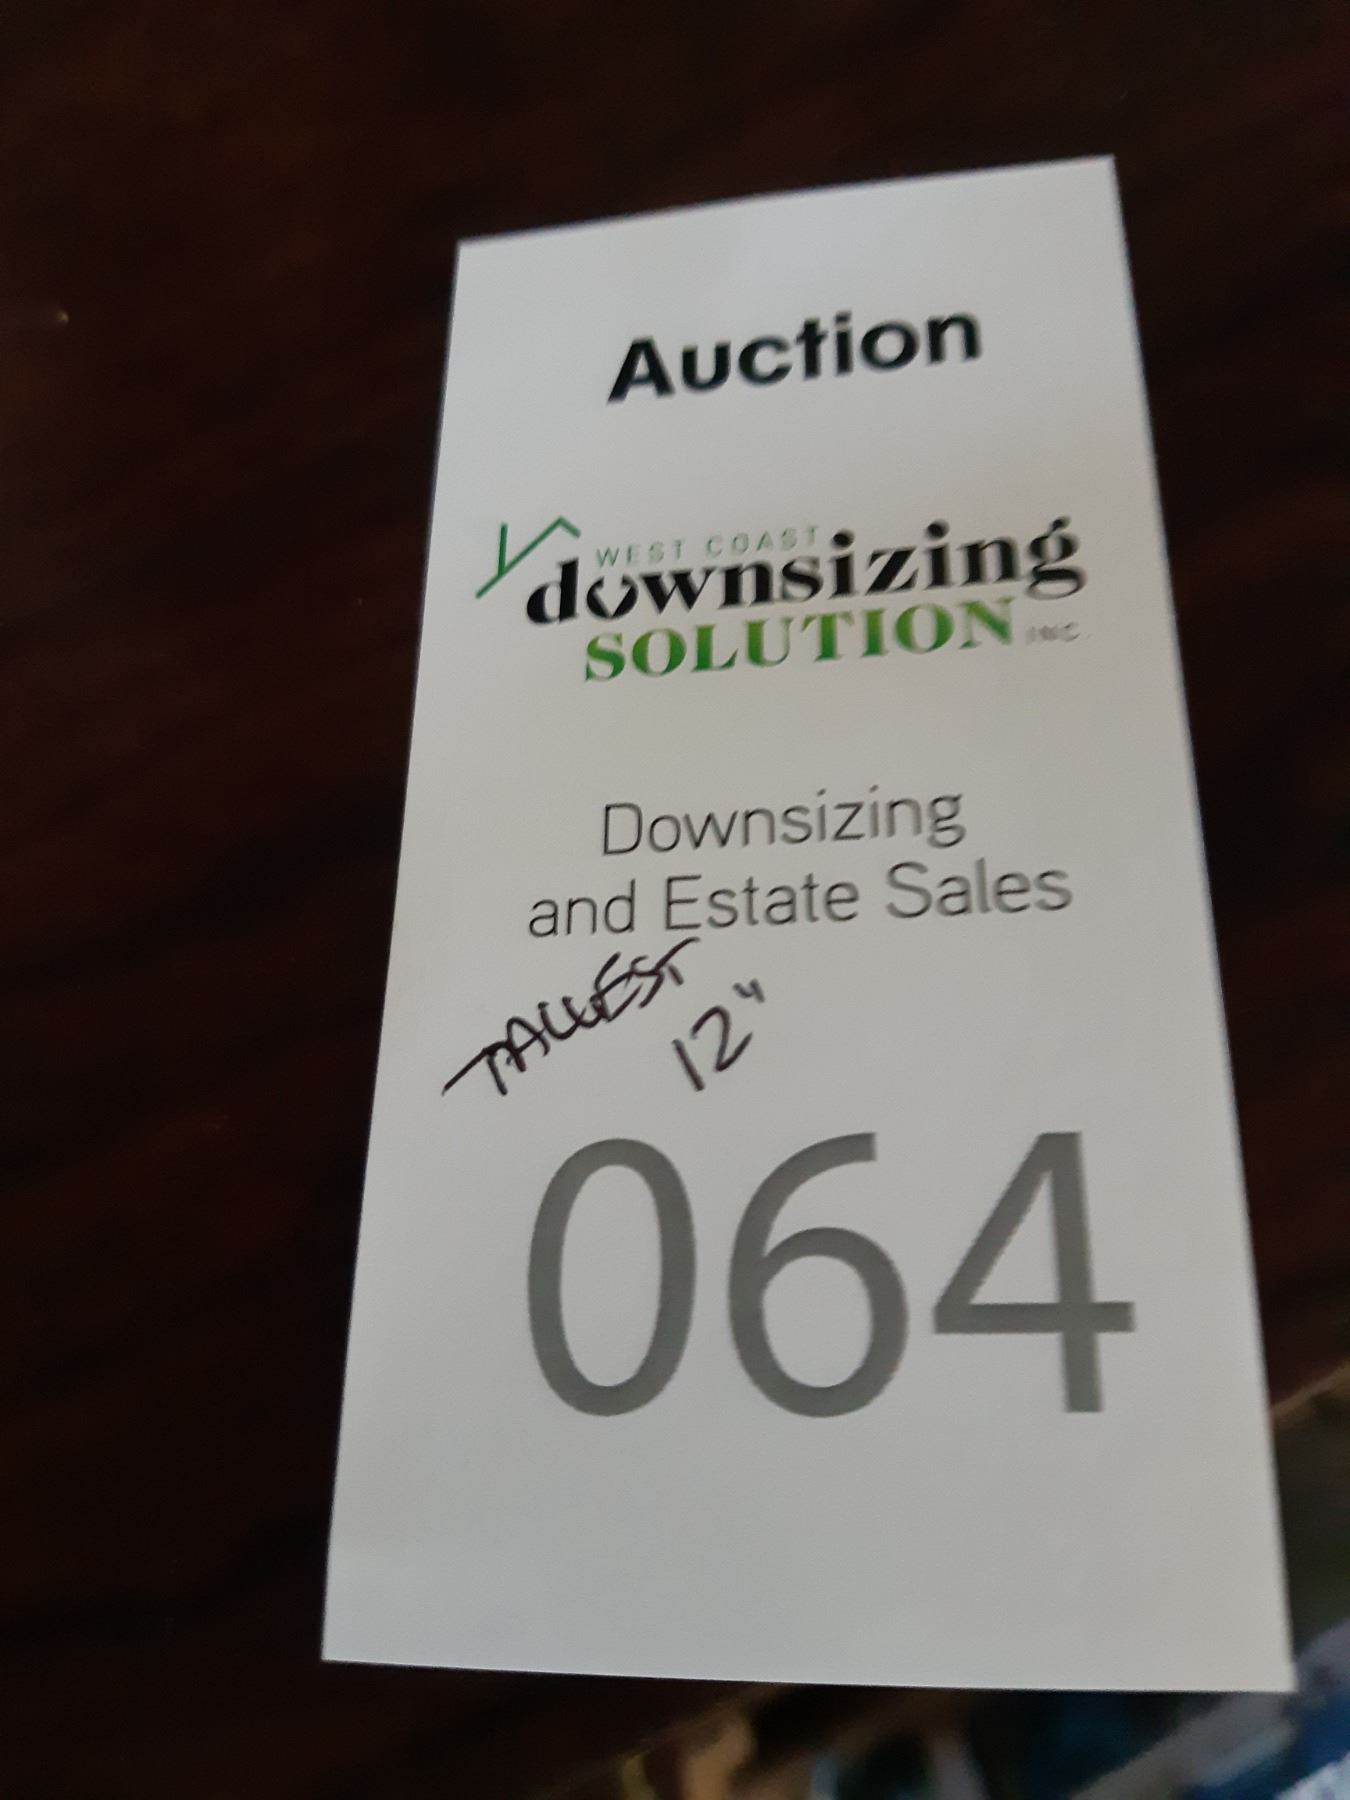 Auction
WEST COAST
downsizing
SOLUTION INC.
Downsizing
and Estate Sales
TALLEST
12"
064